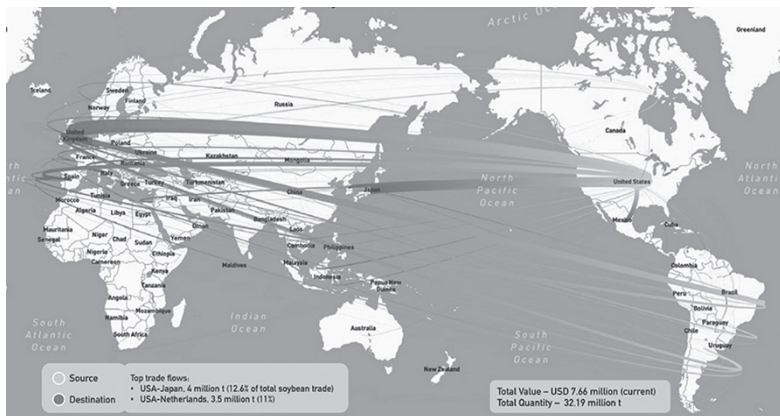 Arctic Oc
Greenland
Iceland
Sweden
Finland
Norway
Russia
United
Kingdom
Poland
Canada
France
Ukraine
Romania
Kazakhstan
Mongolia
Spain
Italy
Greece
Turkey
Turkmenistan
North
Pacific
Ocean
United States
North
Atlantic
Ocean
Tunisia
Morocco
Iraq
Iran
China
Japan
Algeria
Libya
Egypt
Pakistan
Mexico
Cuba
Mauritania
Oman
Bangladesh
Laos
Senegal
Niger
Chad
Sudan
Yemen
Cambodia
Philippines
Nigeria
Cameroon
Ethiopia
Kenya
Maldives
Malaysia
Indonesia
Papua New
Guinea
Colombia
Tanzania
Peru
Brazil
Angola
Mozambique
Namibia
Bolivia
South
Atlantic
Ocean
South Africa
Indian
Ocean
Australia
South
Pacific
Ocean
Chile
Paraguay
Uruguay
New Zealand
Source
Destination
Top trade flows:
• USA-Japan, 4 million t (12.6% of total soybean trade)
• USA-Netherlands, 3.5 million t (11%)
Total Value – USD 7.66 million (current)
Total Quantity – 32.19 million t